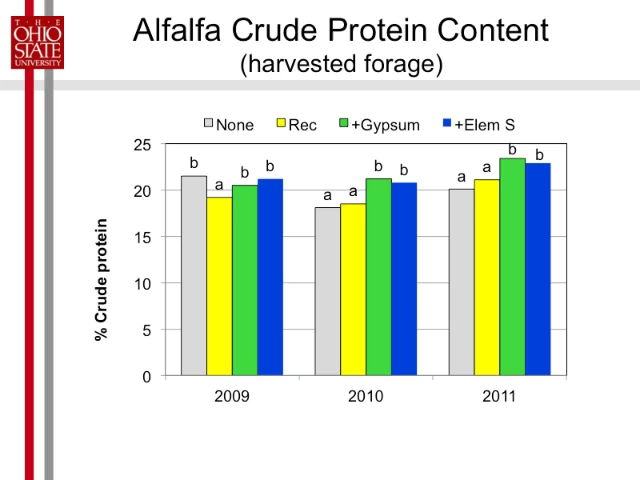 T · H · E
OHIO
STATE
UNIVERSITY
Alfalfa Crude Protein Content
(harvested forage)
None Rec +Gypsum +Elem S
25
20
15
10
5
0
% Crude protein
b a b b
a a b b
a a b b
2009 2010 2011